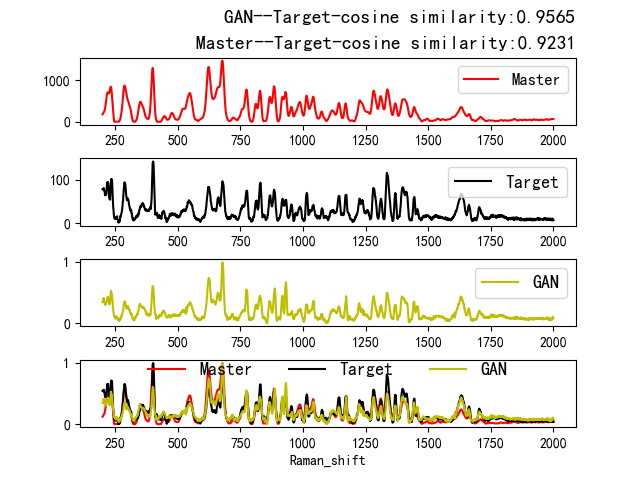 GAN--Target-cosine similarity:0.9565
Master--Target-cosine similarity:0.9231
1000
0
Master
250 500 750 1000 1250 1500 1750 2000
100
0
Target
250 500 750 1000 1250 1500 1750 2000
1
0
GAN
250 500 750 1000 1250 1500 1750 2000
1
0
Master Target GAN
250 500 750 1000 1250 1500 1750 2000
Raman_shift